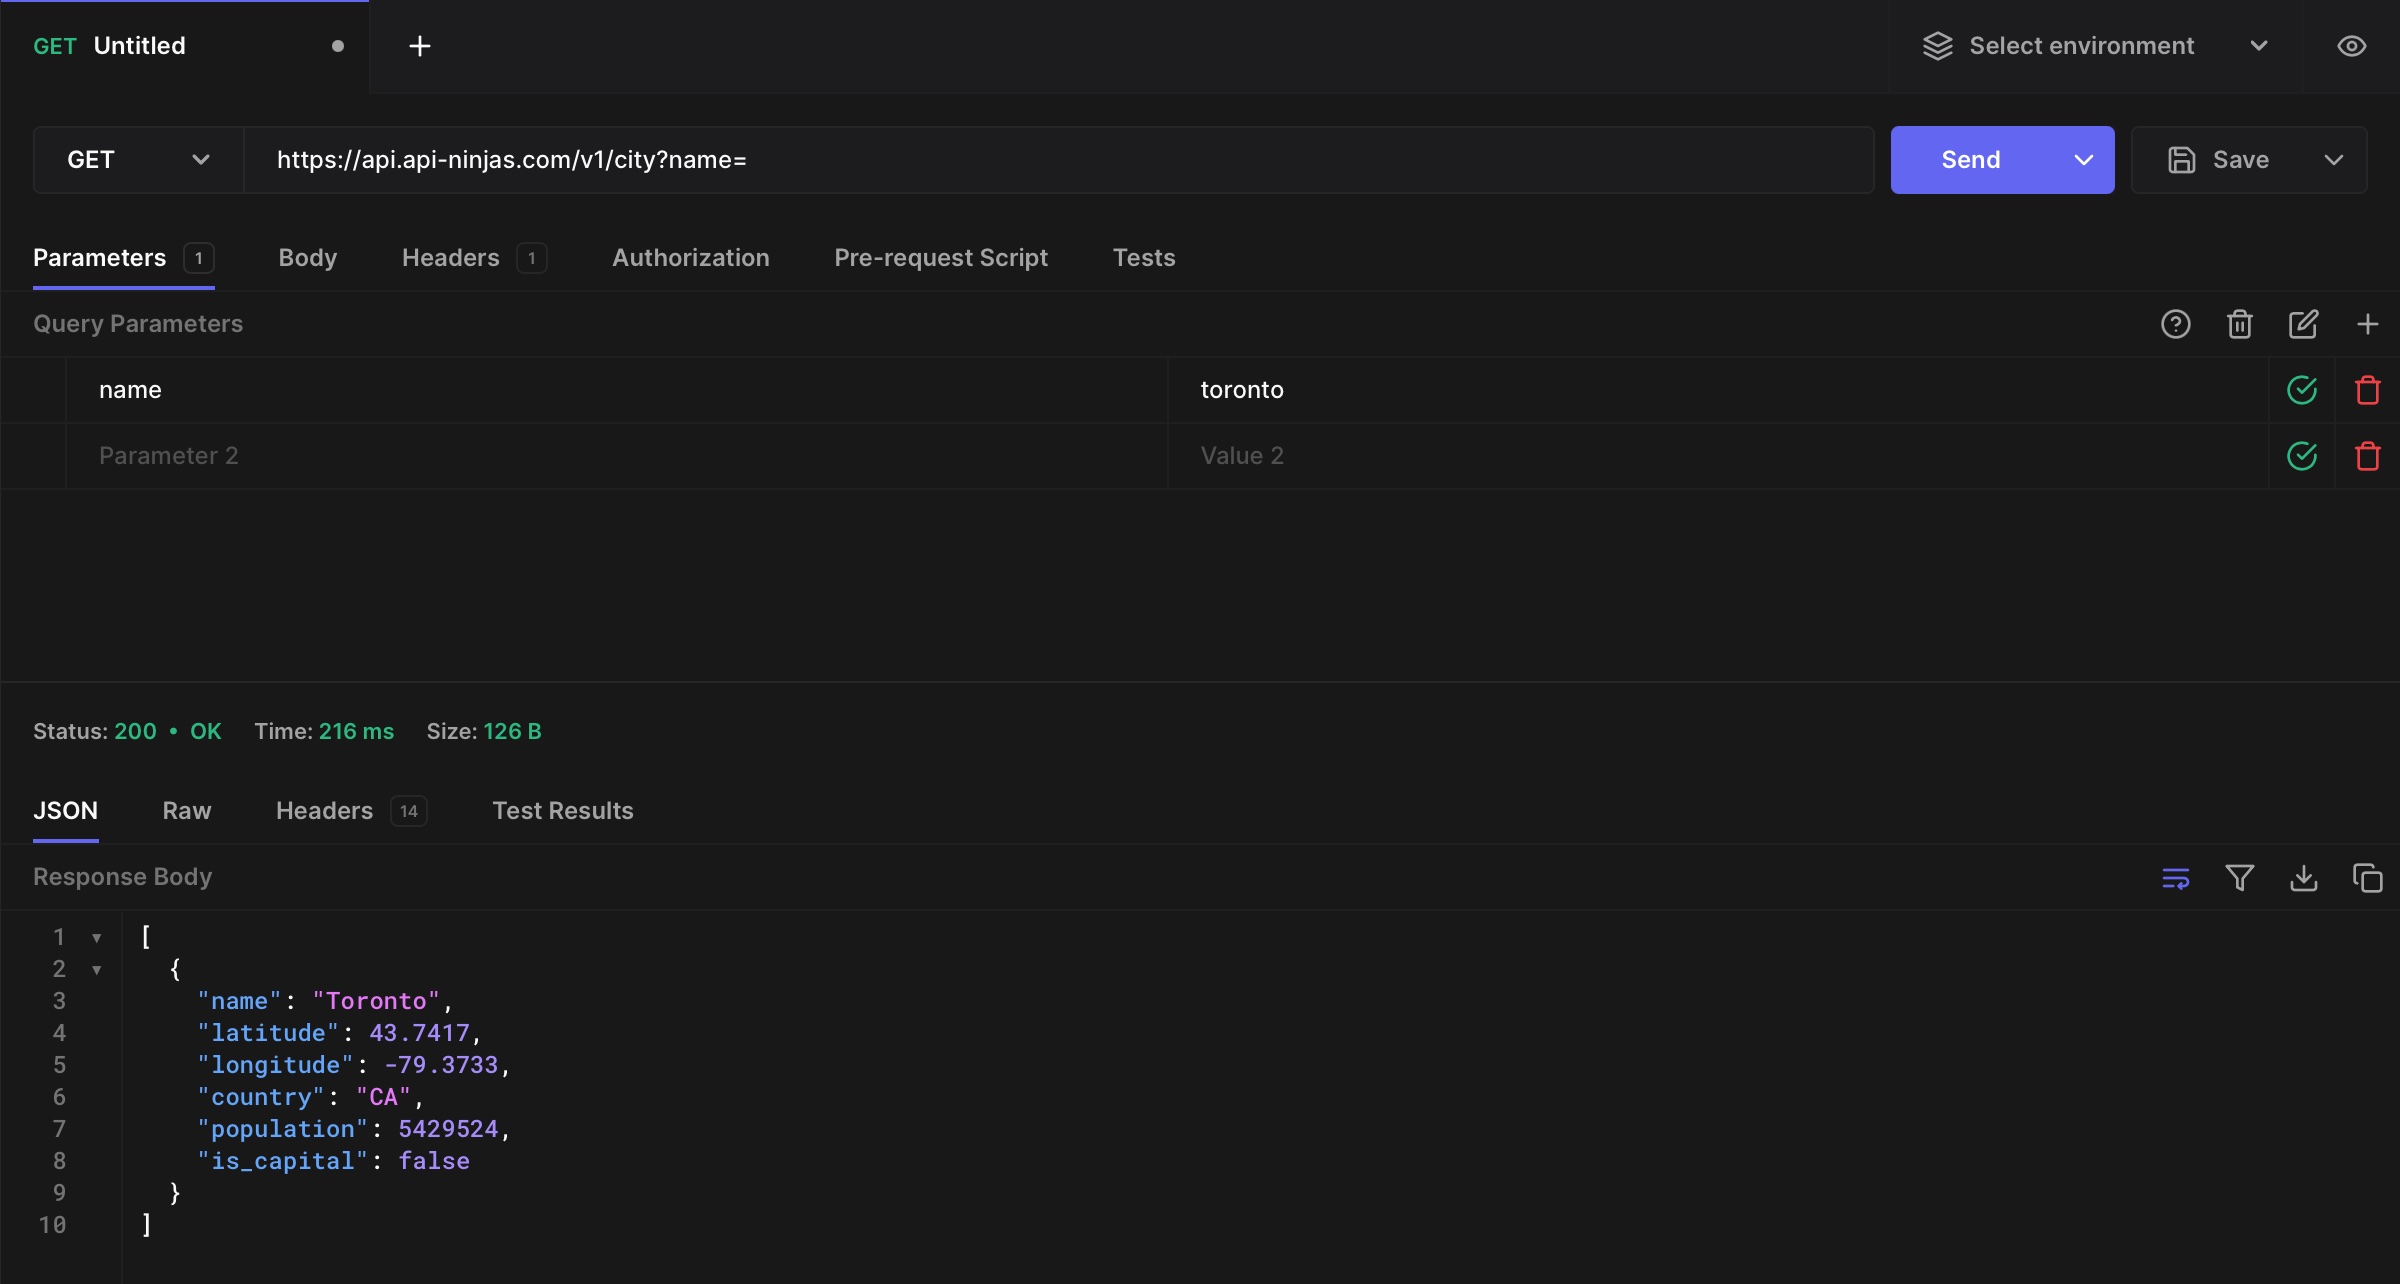 GET Untitled
Select environment
GET https://api.api-ninjas.com/v1/city?name= Send Save
Parameters 1 Body Headers 1 Authorization Pre-request Script Tests
Query Parameters
name toronto
Parameter 2 Value 2
Status: 200 • OK Time: 216 ms Size: 126 B
JSON Raw Headers 14 Test Results
Response Body
1 [
2 {
3 "name": "Toronto",
4 "latitude": 43.7417,
5 "longitude": -79.3733,
6 "country": "CA",
7 "population": 5429524,
8 "is_capital": false
9 }
10 ]